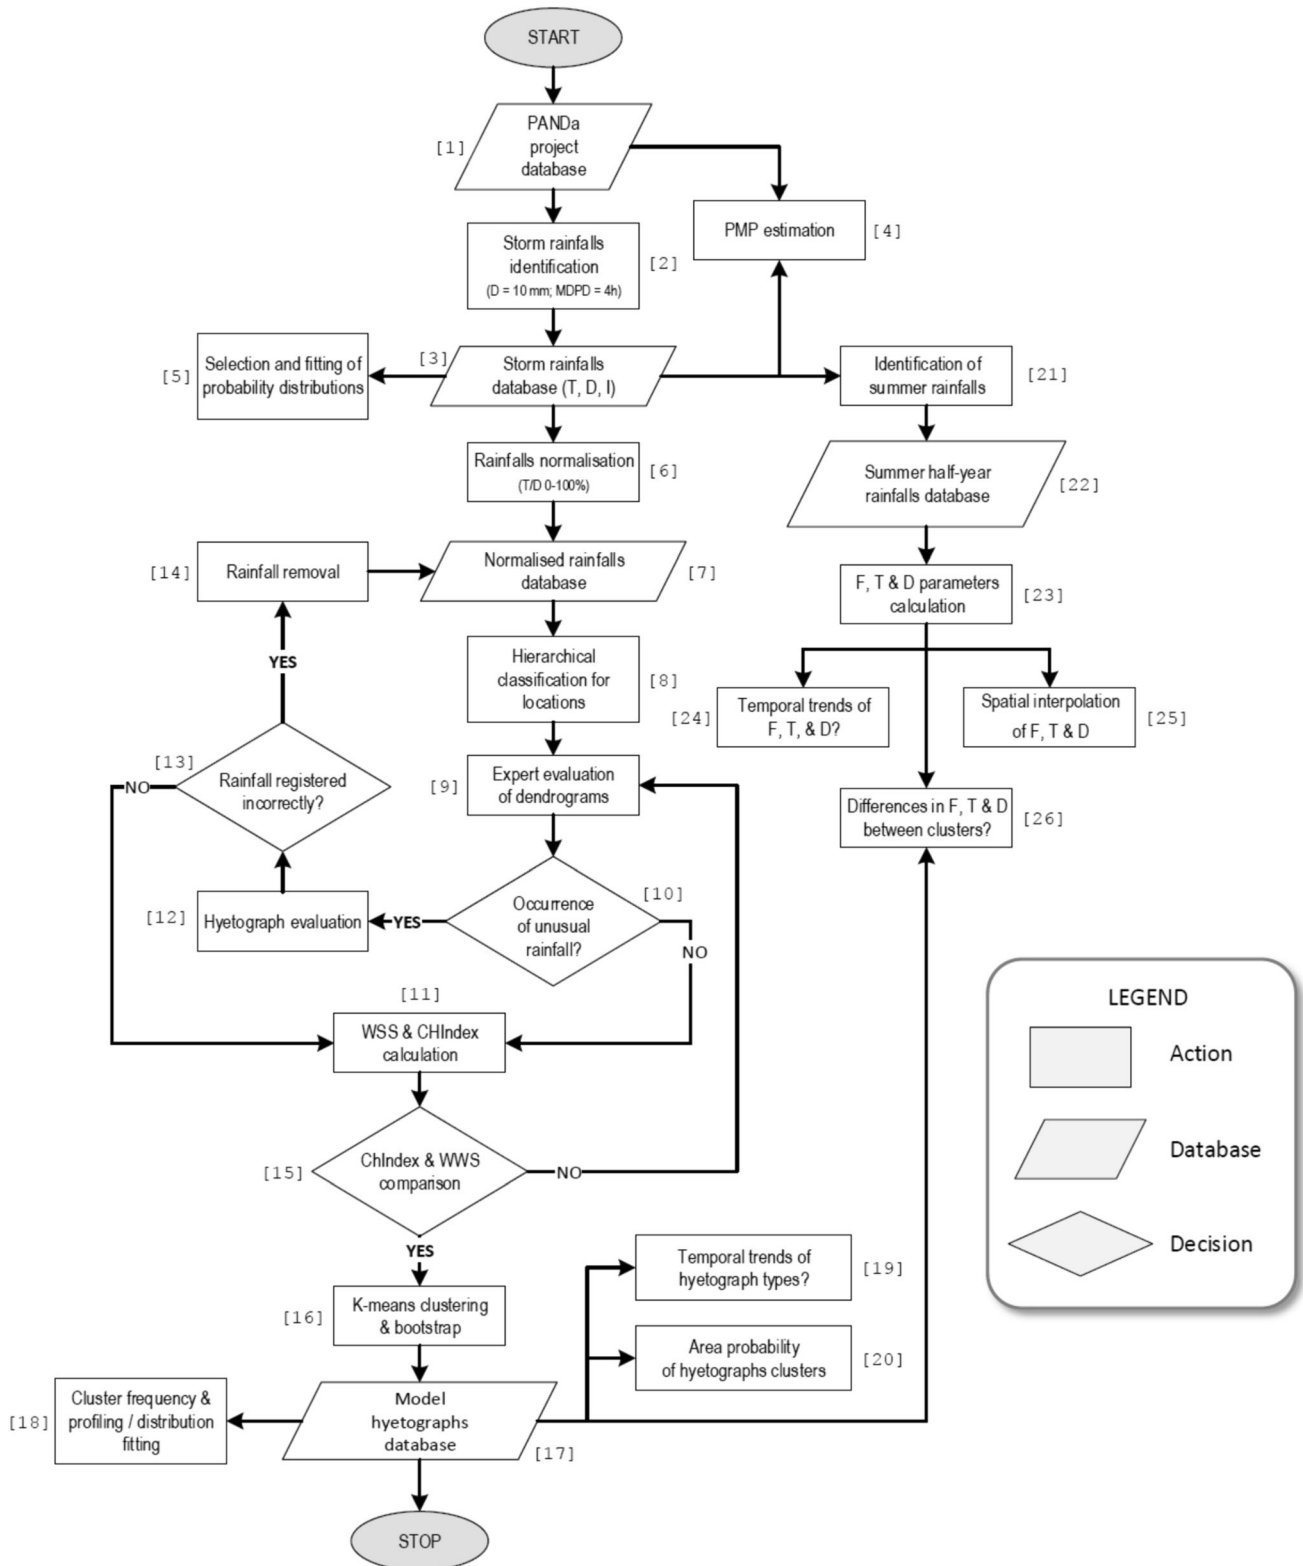 START
PANDa
project
database
[1]
PMP estimation
[4]
Storm rainfalls
identification
(D = 10 mm; MDPD = 4h)
[2]
Selection and fitting of
probability distributions
[5]
[3]
Storm rainfalls
database (T, D, I)
Identification of
summer rainfalls
[21]
Rainfalls normalisation
(T/D 0-100%)
[6]
Summer half-year
rainfalls database
[22]
[14]
Rainfall removal
Normalised rainfalls
database
[7]
F, T & D parameters
calculation
[23]
YES
Hierarchical
classification for
locations
[8]
[24]
Temporal trends of
F, T, & D?
Spatial interpolation
of F, T & D
[25]
[13]
NO
Rainfall registered
incorrectly?
[9]
Expert evaluation
of dendrograms
Differences in F, T & D
between clusters?
[26]
[12]
Hyetograph evaluation
YES
Occurrence
of unusual
rainfall?
[10]
NO
[11]
WSS & CHIndex
calculation
[15]
ChIndex & WWS
comparison
NO
YES
[16]
K-means clustering
& bootstrap
Temporal trends of
hyetograph types?
[19]
Area probability
of hyetographs clusters
[20]
[18]
Cluster frequency &
profiling / distribution
fitting
Model
hyetographs
database
[17]
STOP
LEGEND
Action
Database
Decision